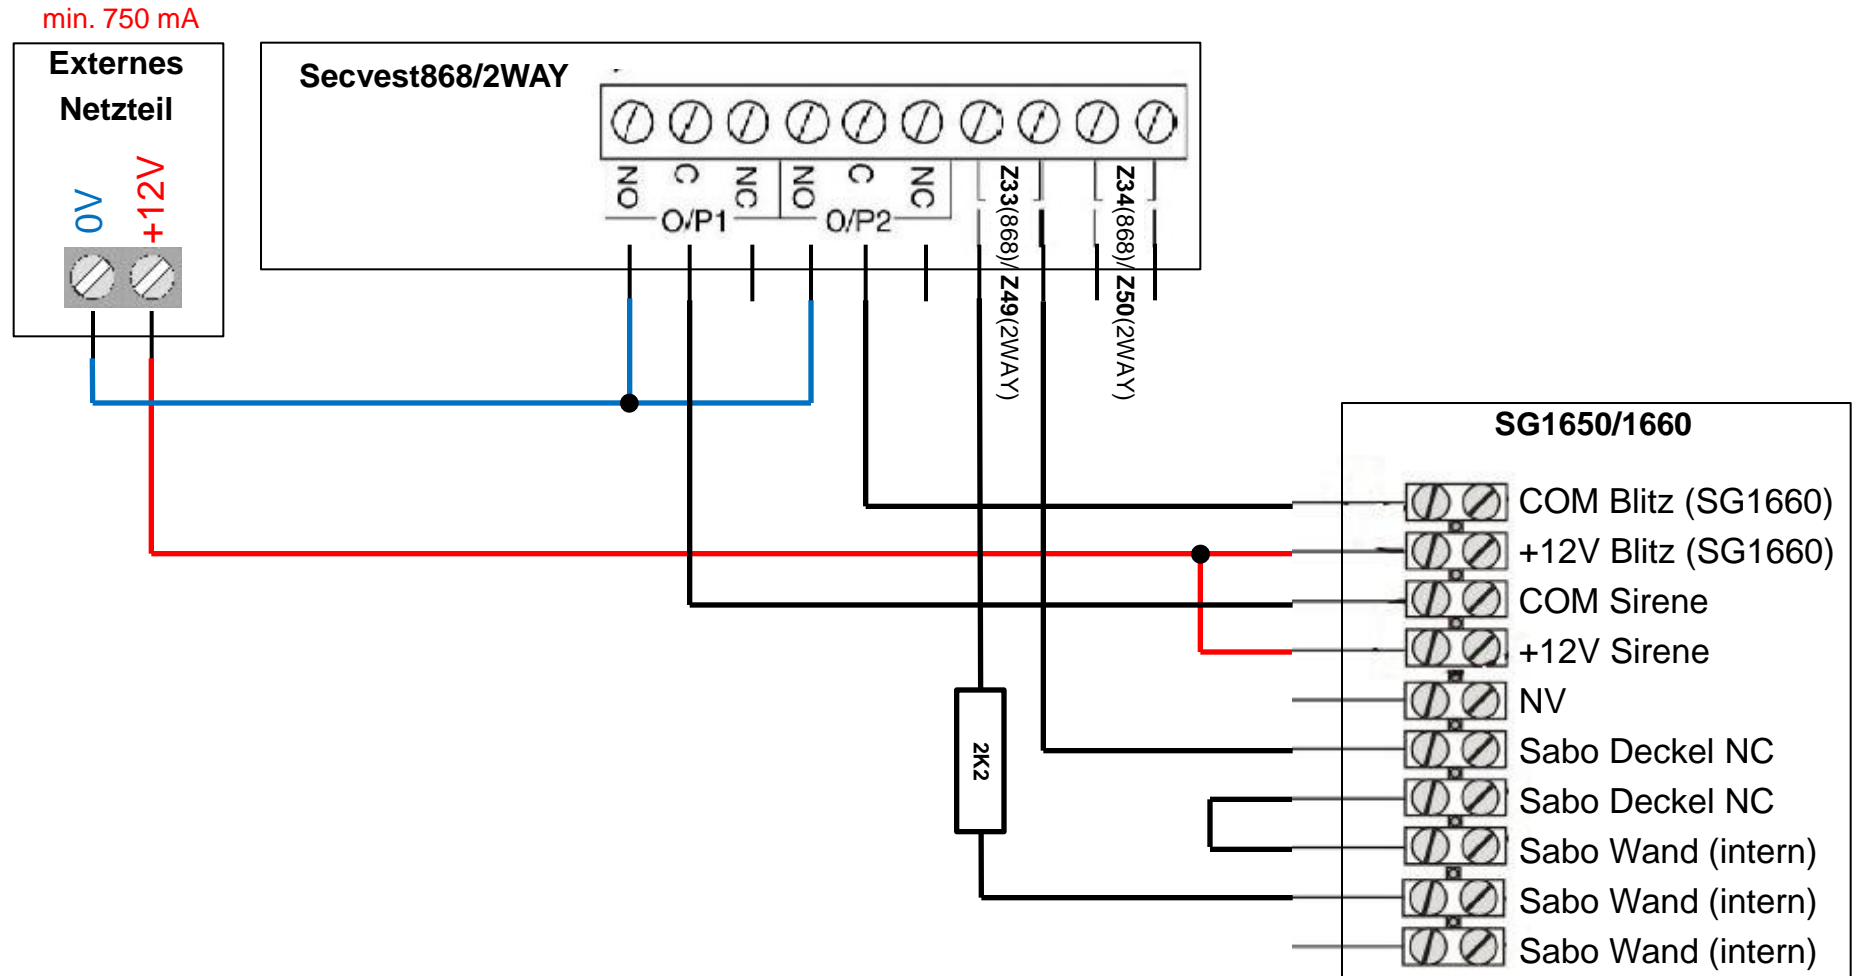 min. 750 mA
Externes
Netzteil
0V
+12V
Secvest868/2WAY
NO
C
NC
NO
C
NC
O/P1
O/P2
Z33(868)/ Z49(2WAY)
Z34(868)/ Z50(2WAY)
2K2
SG1650/1660
COM Blitz (SG1660)
+12V Blitz (SG1660)
COM Sirene
+12V Sirene
NV
Sabo Deckel NC
Sabo Deckel NC
Sabo Wand (intern)
Sabo Wand (intern)
Sabo Wand (intern)